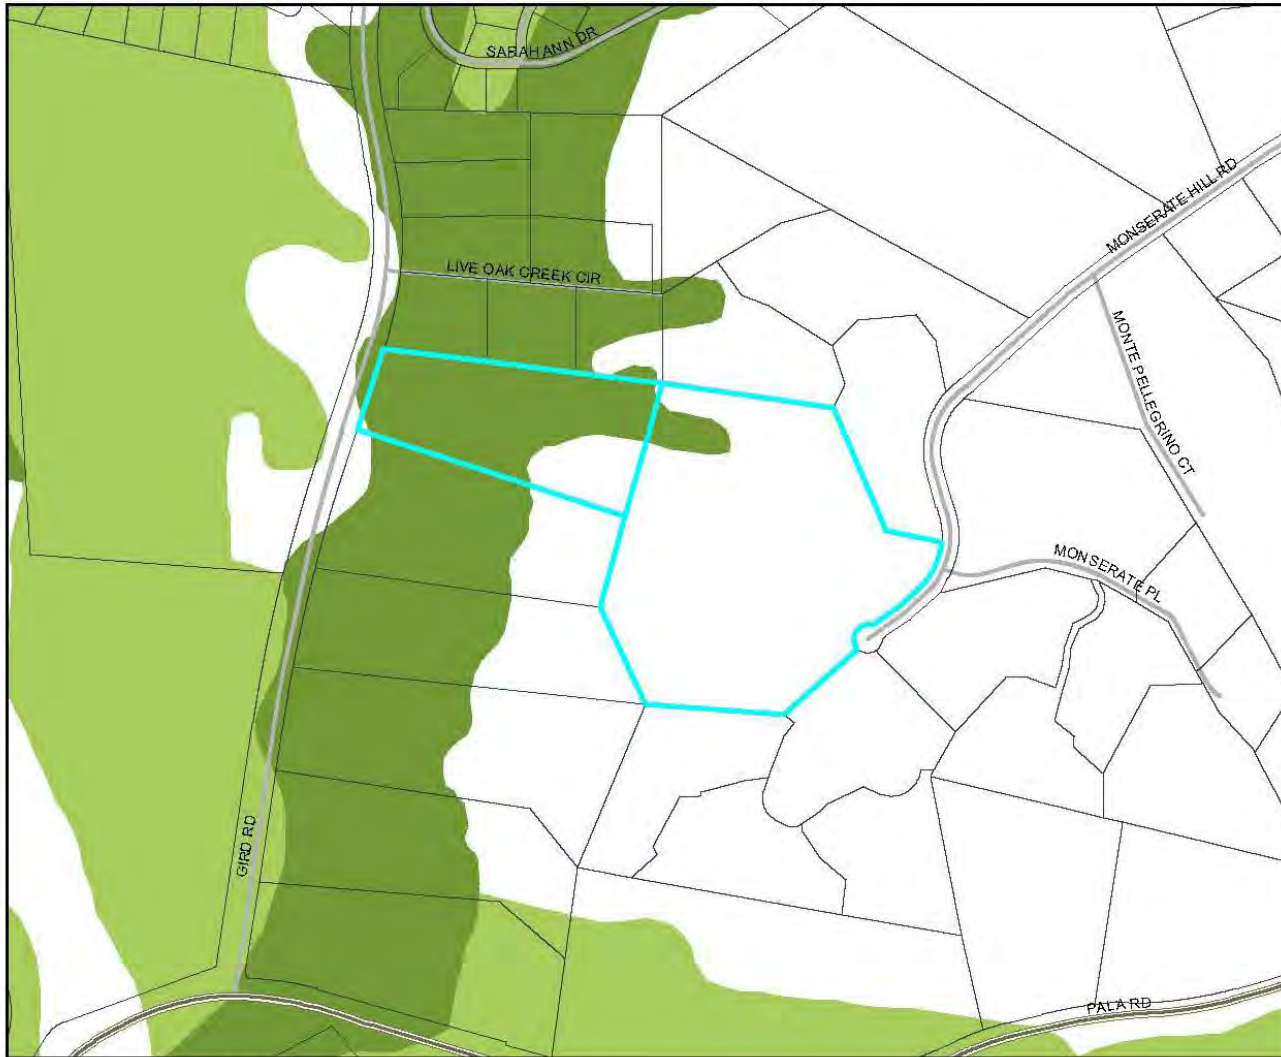 SARAH ANN DR
MONSERATE HILL RD
LIVE OAK CREEK CIR
MONTE PELLEGRINO CT
MONSERATE PL
GIRD RD
PALA RD